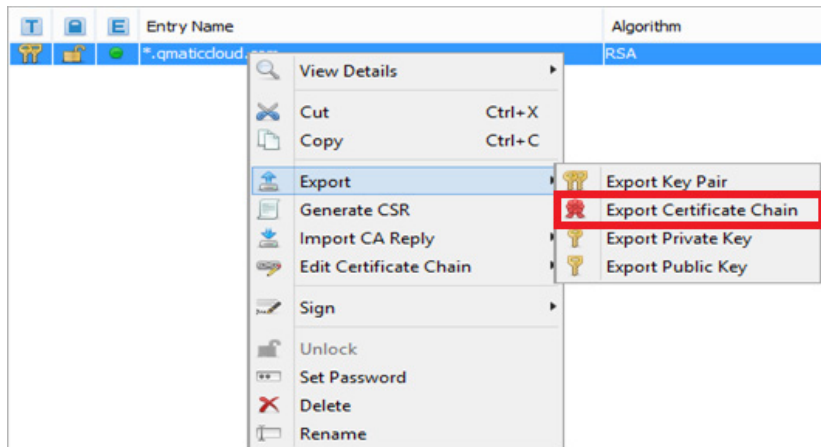 T E Entry Name Algorithm
*.qmaticcloud. RSA
View Details
Cut Ctrl+X
Copy Ctrl+C
Export
Export Key Pair
Generate CSR
Export Certificate Chain
Import CA Reply
Export Private Key
Edit Certificate Chain
Export Public Key
Sign
Unlock
Set Password
Delete
Rename